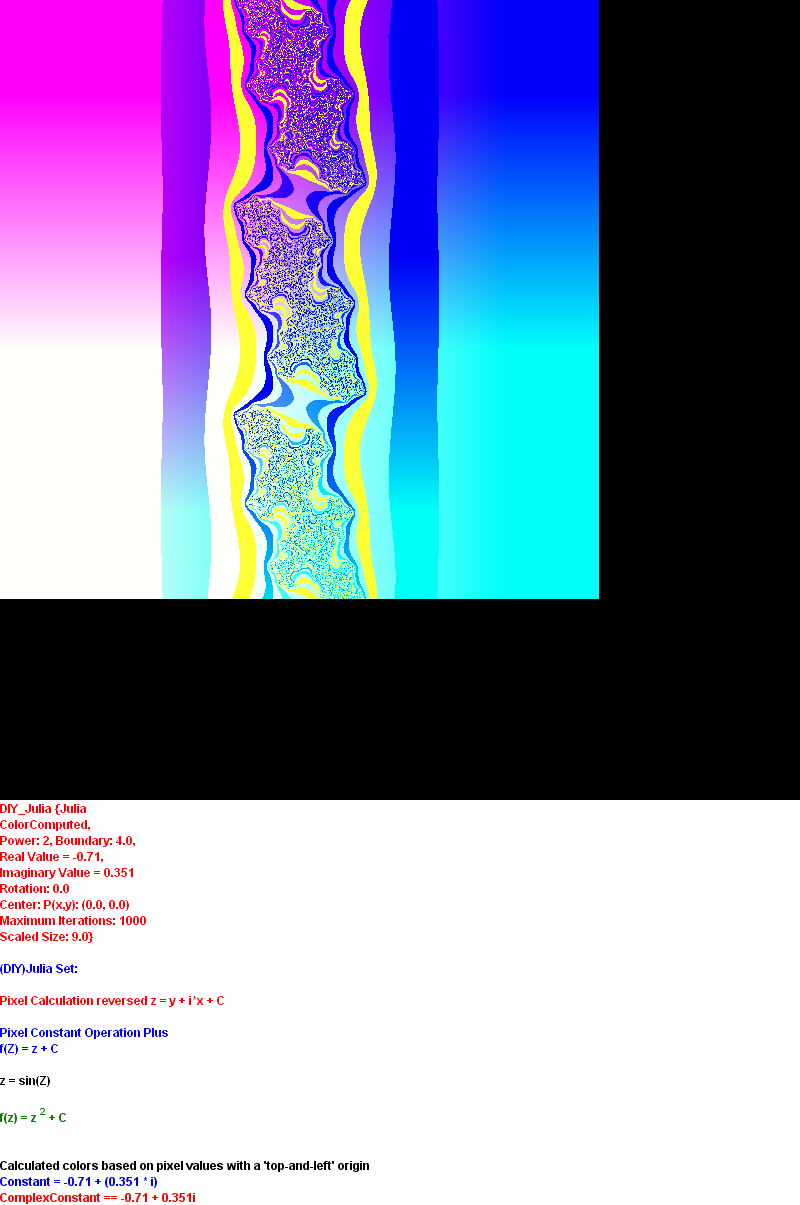 DIY_Julia {Julia
ColorComputed,
Power: 2, Boundary: 4.0,
Real Value = -0.71,
Imaginary Value = 0.351
Rotation: 0.0
Center: P(x,y): (0.0, 0.0)
Maximum Iterations: 1000
Scaled Size: 9.0}
(DIY)Julia Set:
Pixel Calculation reversed z = y + i*x + C
Pixel Constant Operation Plus
f(Z) = z + C
z = sin(Z)
f(z) = z 2 + C
Calculated colors based on pixel values with a 'top-and-left' origin
Constant = -0.71 + (0.351 * i)
ComplexConstant == -0.71 + 0.351i